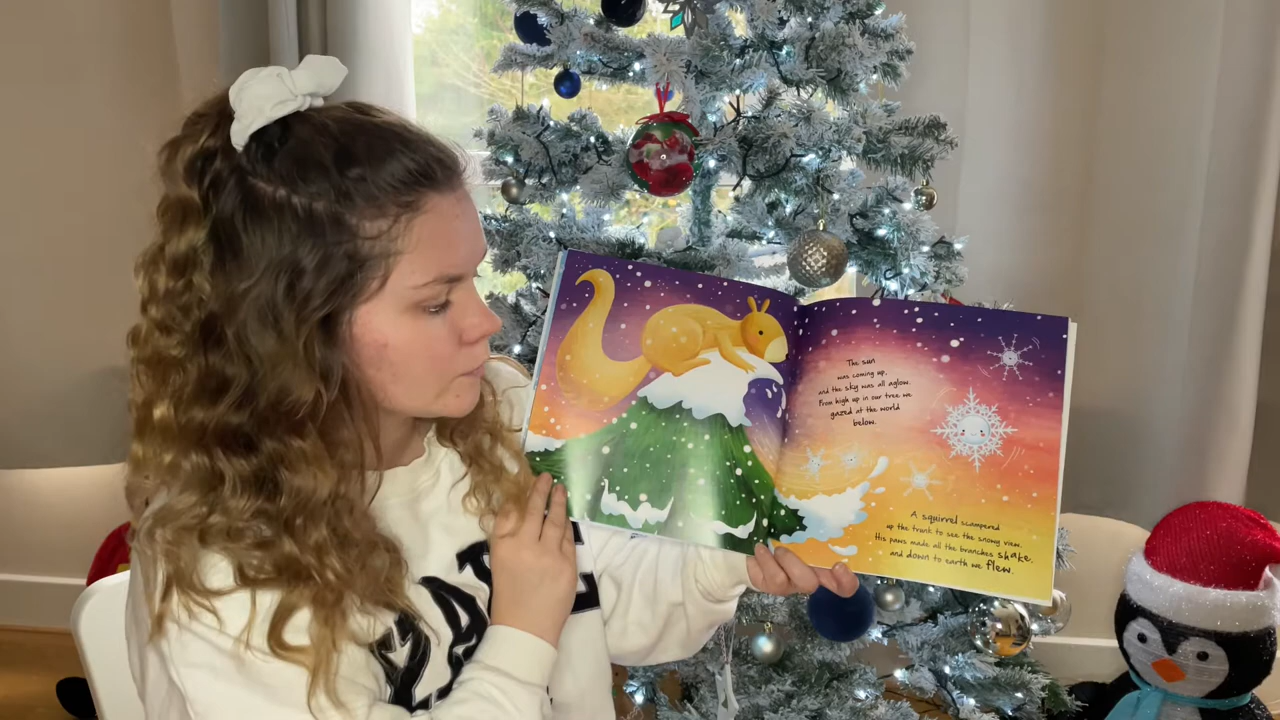 The sun
was coming up,
and the sky was all aglow.
From high up in our tree we
gazed at the world
below.
A squirrel scampered
up the trunk to see the snowy view.
His paws made all the branches shake,
and down to earth we flew.